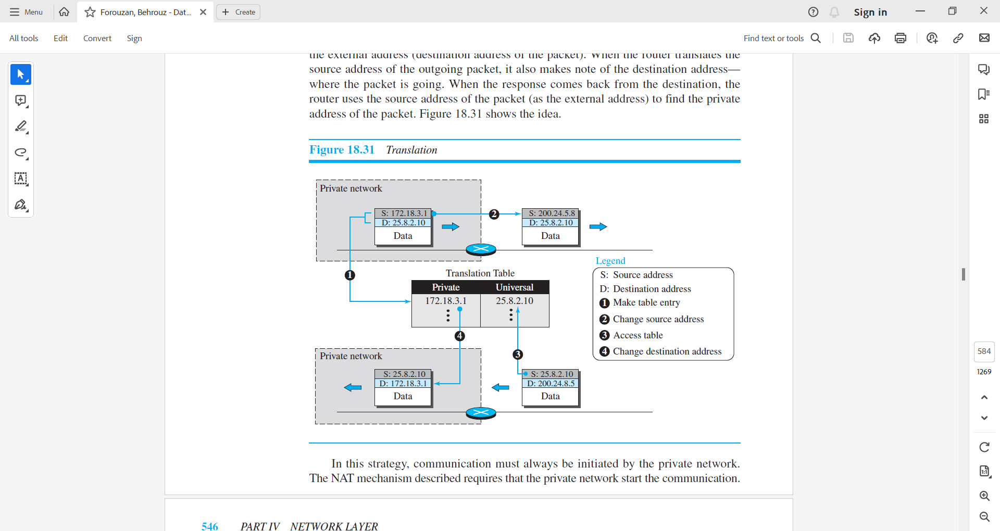 Menu
Forouzan, Behrouz - Dat...
Create
Sign in
All tools
Edit
Convert
Sign
Find text or tools
the external address (destination address of the packet). When the router translates the
source address of the outgoing packet, it also makes note of the destination address—
where the packet is going. When the response comes back from the destination, the
router uses the source address of the packet (as the external address) to find the private
address of the packet. Figure 18.31 shows the idea.
Figure 18.31 Translation
Private network
S: 172.18.3.1
D: 25.8.2.10
Data
2
S: 200.24.5.8
D: 25.8.2.10
Data
1
Translation Table
Private Universal
172.18.3.1 25.8.2.10
4
3
Legend
S: Source address
D: Destination address
1 Make table entry
2 Change source address
3 Access table
4 Change destination address
Private network
S: 25.8.2.10
D: 172.18.3.1
Data
S: 25.8.2.10
D: 200.24.8.5
Data
In this strategy, communication must always be initiated by the private network.
The NAT mechanism described requires that the private network start the communication.
546 PART IV NETWORK LAYER
584
1269
1:1